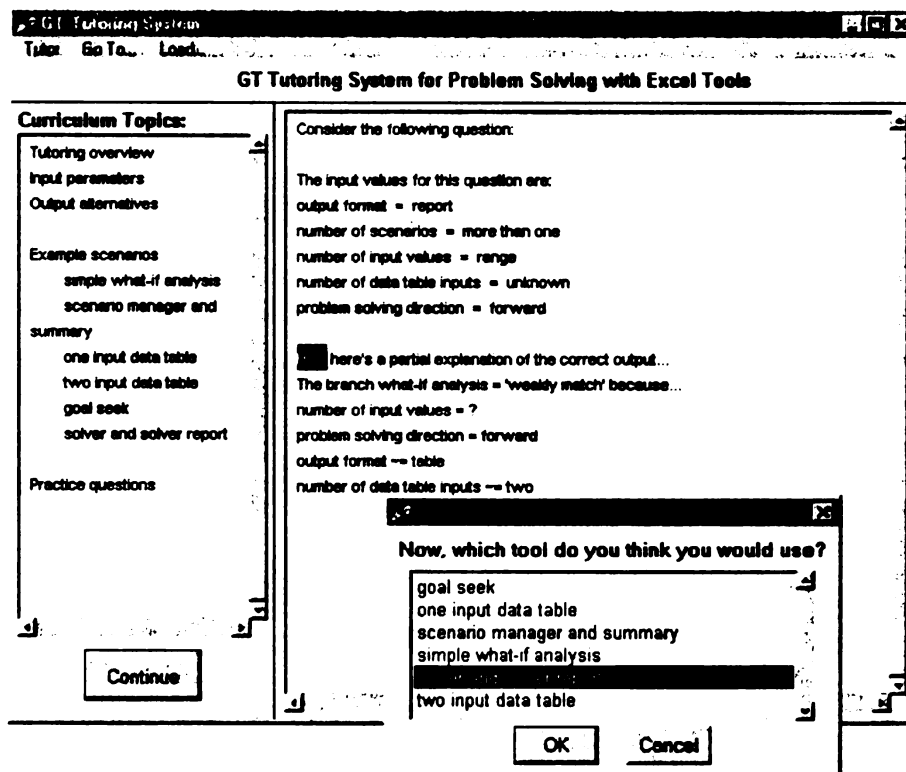 GT Tutoring System
Tutor Go To... Load...
GT Tutoring System for Problem Solving with Excel Tools
Curriculum Topics:
Tutoring overview
Input parameters
Output alternatives
Example scenarios
simple what-if analysis
scenario manager and
summary
one input data table
two input data table
goal seek
solver and solver report
Practice questions
Continue
Consider the following question:
The input values for this question are:
output format = report
number of scenarios = more than one
number of input values = range
number of data table inputs = unknown
problem solving direction = forward
here's a partial explanation of the correct output...
The branch what-if analysis = 'weakly match' because...
number of input values = ?
problem solving direction = forward
output format ~= table
number of data table inputs ~= two
Now, which tool do you think you would use?
goal seek
one input data table
scenario manager and summary
simple what-if analysis
two input data table
OK Cancel